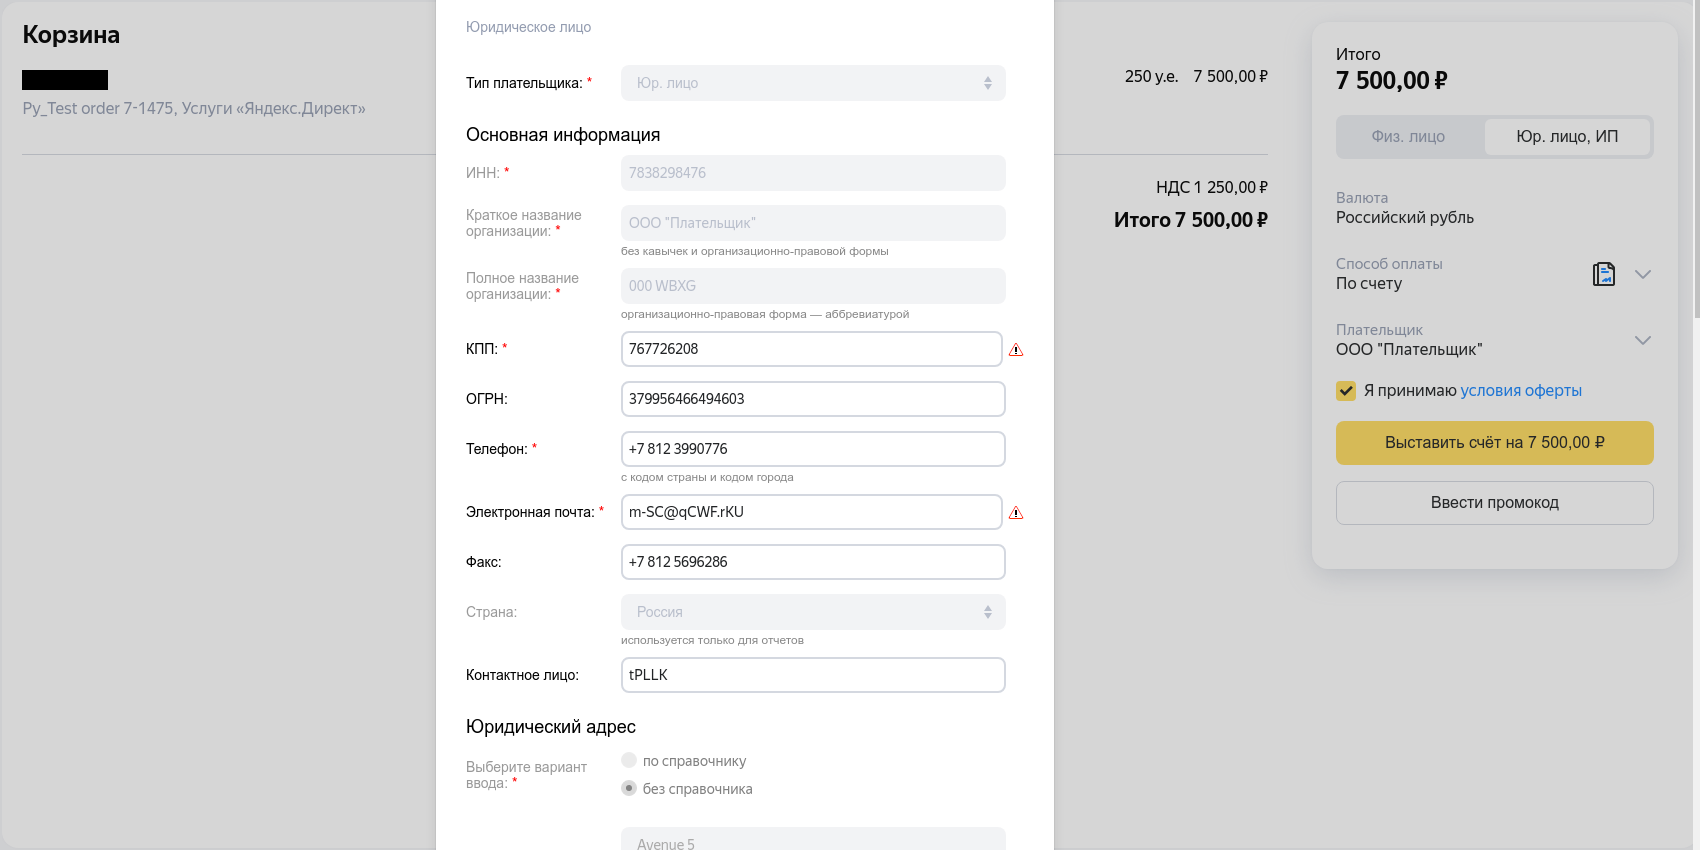 Корзина
Py_Test order 7-1475, Услуги «Яндекс.Директ»
Юридическое лицо
Тип плательщика: *
Юр. лицо
Основная информация
ИНН: *
7838298476
Краткое название
организации: *
ООО "Плательщик"
без кавычек и организационно-правовой формы
Полное название
организации: *
000 WBXG
организационно-правовая форма — аббревиатурой
КПП: *
767726208
ОГРН:
379956466494603
Телефон: *
+7 812 3990776
с кодом страны и кодом города
Электронная почта: *
m-SC@qCWF.rKU
Факс:
+7 812 5696286
Страна:
Россия
используется только для отчетов
Контактное лицо:
tPLLK
Юридический адрес
Выберите вариант
ввода: *
по справочнику
без справочника
Avenue 5
250 у.е. 7 500,00 ₽
НДС 1 250,00 ₽
Итого 7 500,00 ₽
Итого
7 500,00 ₽
Физ. лицо
Юр. лицо, ИП
Валюта
Российский рубль
Способ оплаты
По счету
Плательщик
ООО "Плательщик"
Я принимаю условия оферты
Выставить счёт на 7 500,00 ₽
Ввести промокод